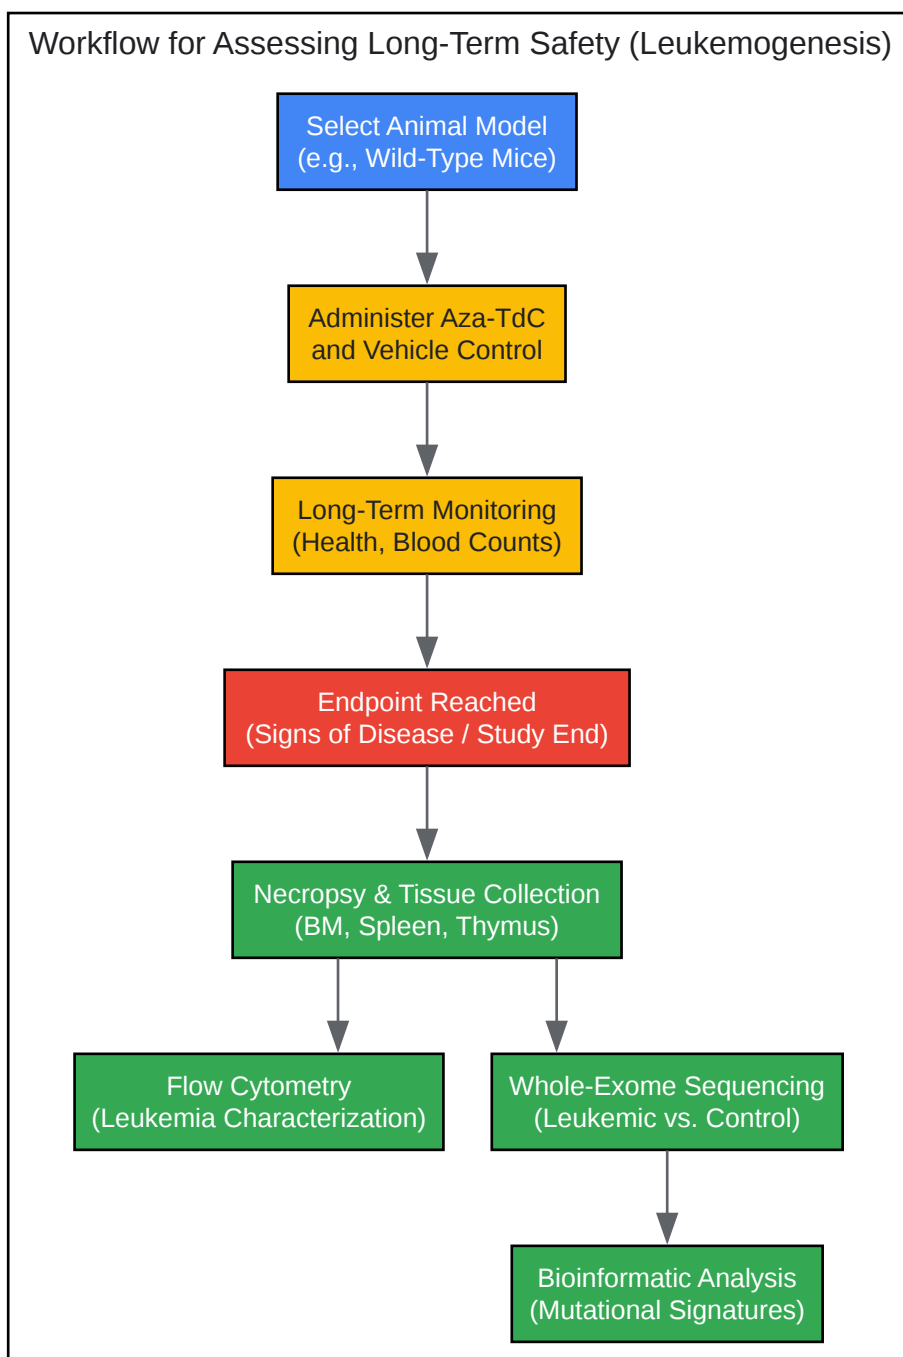 Workflow for Assessing Long-Term Safety (Leukemogenesis)
Select Animal Model
(e.g., Wild-Type Mice)
Administer Aza-TdC
and Vehicle Control
Long-Term Monitoring
(Health, Blood Counts)
Endpoint Reached
(Signs of Disease / Study End)
Necropsy & Tissue Collection
(BM, Spleen, Thymus)
Flow Cytometry
(Leukemia Characterization)
Whole-Exome Sequencing
(Leukemic vs. Control)
Bioinformatic Analysis
(Mutational Signatures)